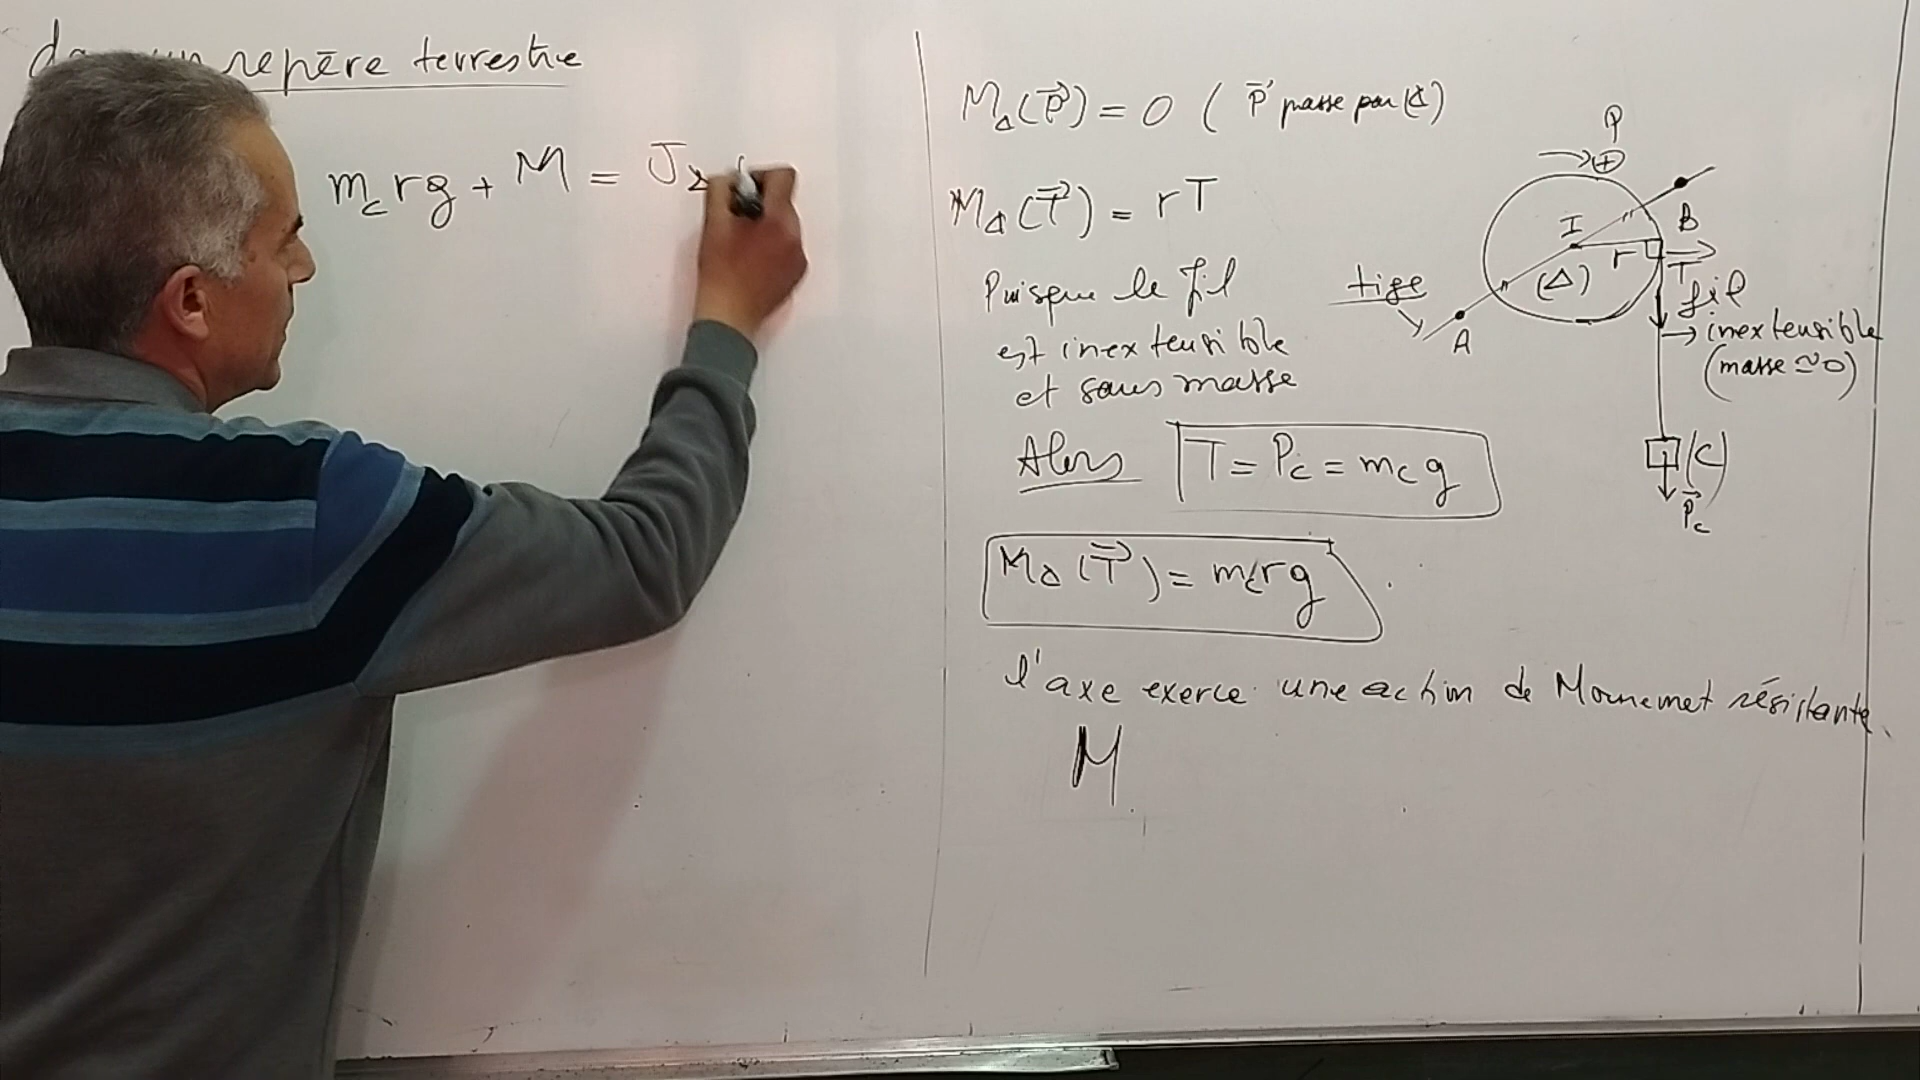 repère terrestre
m_c r g + M = J_Δ
M_Δ(P⃗) = 0 ( P⃗ passe par (Δ)
M_Δ(T⃗) = rT
Puisque le fil
est inextensible
et sans masse
Alors T = P_c = m_c g
M_Δ(T⃗) = m_c r g
l'axe exerce une action de Moment résistante
M
P
+
I
B
r
T
(Δ)
tige
A
fil
inextensible
(masse ≃ 0)
(C)
P⃗_c